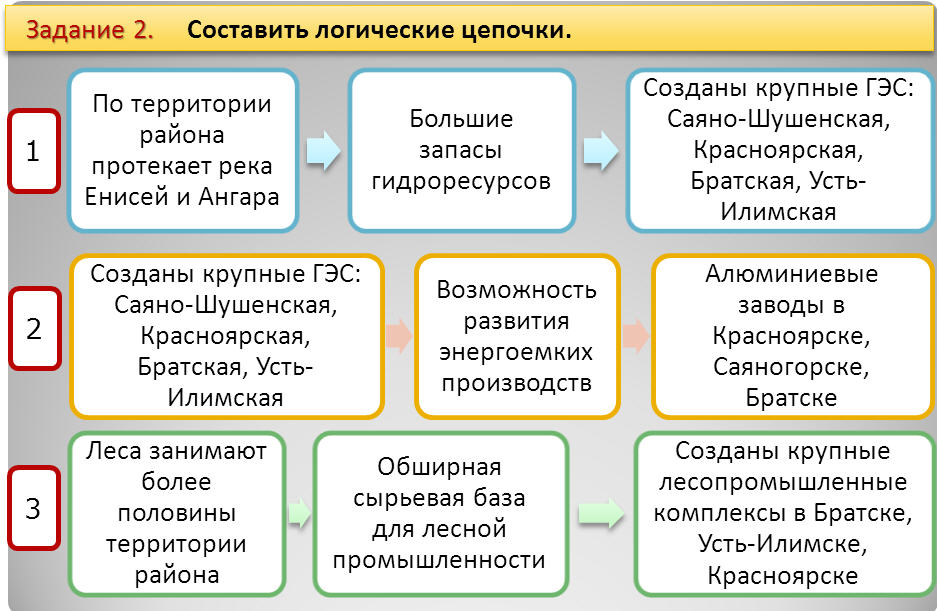 Задание 2. Составить логические цепочки.
1
По территории
района
протекает река
Енисей и Ангара
Большие
запасы
гидроресурсов
Созданы крупные ГЭС:
Саяно-Шушенская,
Красноярская,
Братская, Усть-
Илимская
2
Созданы крупные ГЭС:
Саяно-Шушенская,
Красноярская,
Братская, Усть-
Илимская
Возможность
развития
энергоемких
производств
Алюминиевые
заводы в
Красноярске,
Саяногорске,
Братске
3
Леса занимают
более
половины
территории
района
Обширная
сырьевая база
для лесной
промышленности
Созданы крупные
лесопромышленные
комплексы в Братске,
Усть-Илимске,
Красноярске